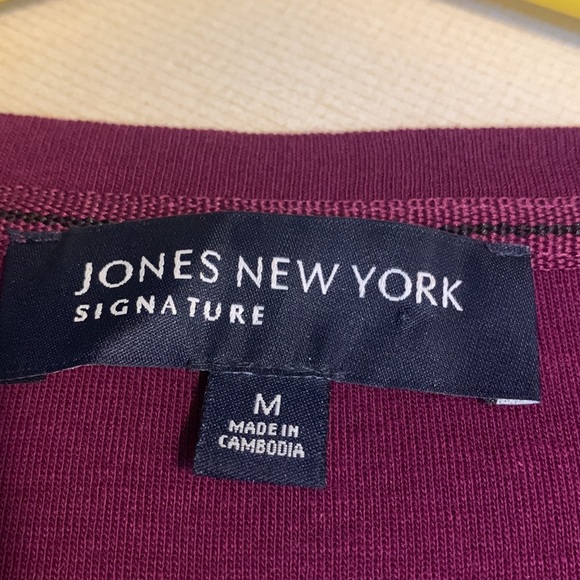 JONES NEW YORK
SIGNATURE
M
MADE IN
CAMBODIA